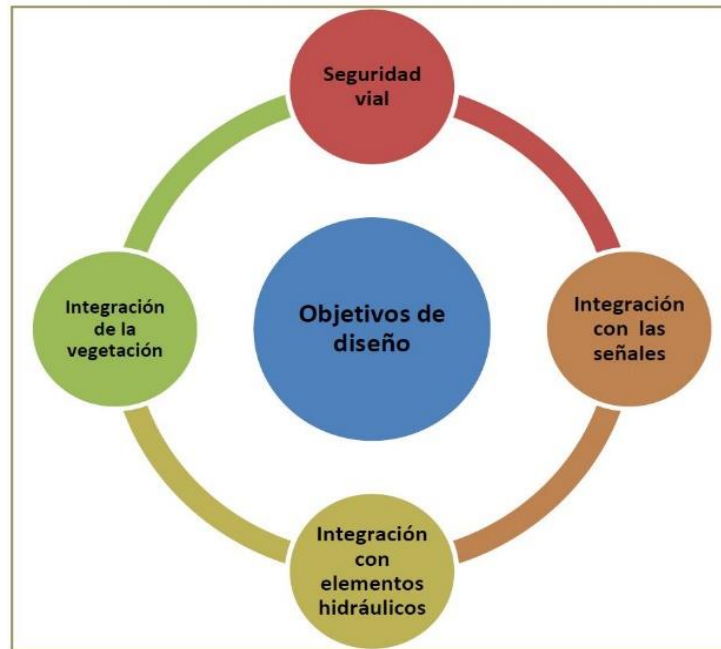 Seguridad
vial
Objetivos de
diseño
Integración
de la
vegetación
Integración
con las
señales
Integración
con
elementos
hidráulicos